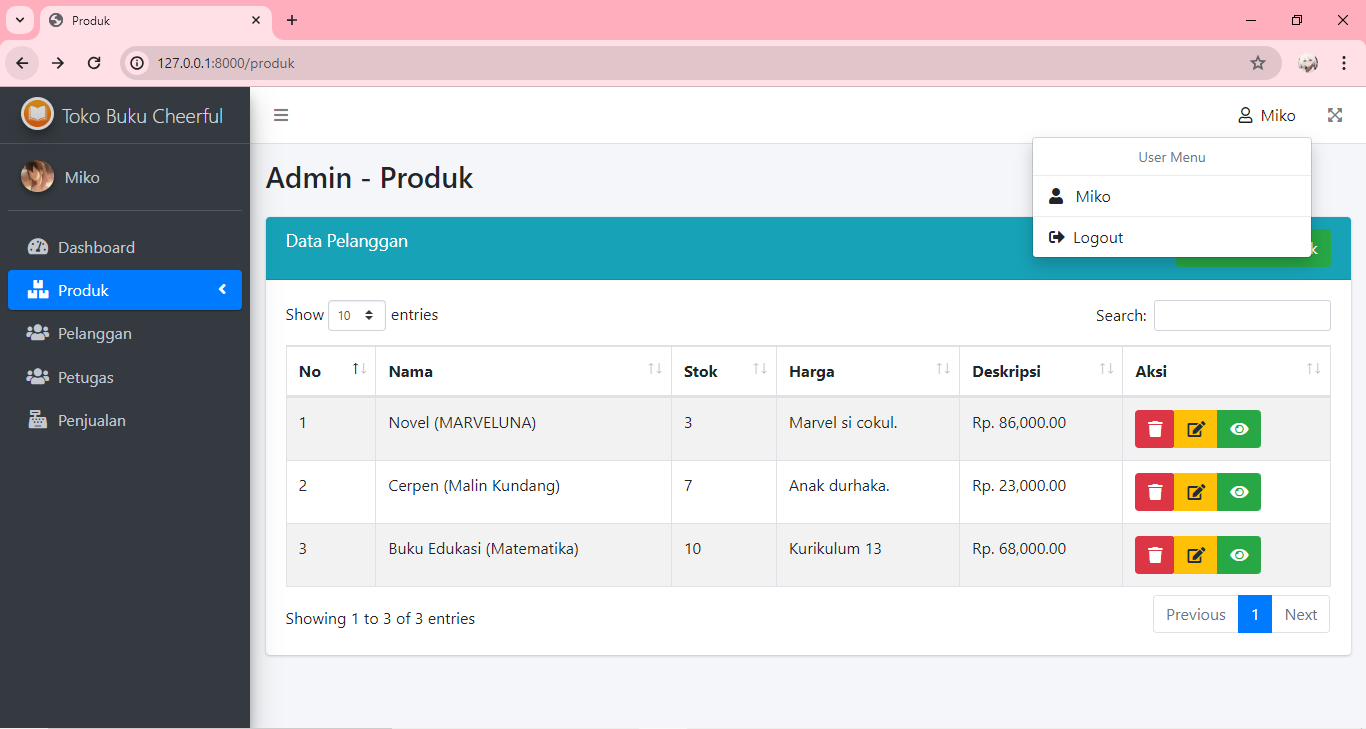 Produk
127.0.0.1:8000/produk
Toko Buku Cheerful
Miko
Miko
Dashboard
Produk
Pelanggan
Petugas
Penjualan
User Menu
Miko
Logout
Admin - Produk
Data Pelanggan
k
Show 10 entries
Search:
No Nama Stok Harga Deskripsi Aksi
1 Novel (MARVELUNA) 3 Marvel si cokul. Rp. 86,000.00
2 Cerpen (Malin Kundang) 7 Anak durhaka. Rp. 23,000.00
3 Buku Edukasi (Matematika) 10 Kurikulum 13 Rp. 68,000.00
Showing 1 to 3 of 3 entries
Previous 1 Next